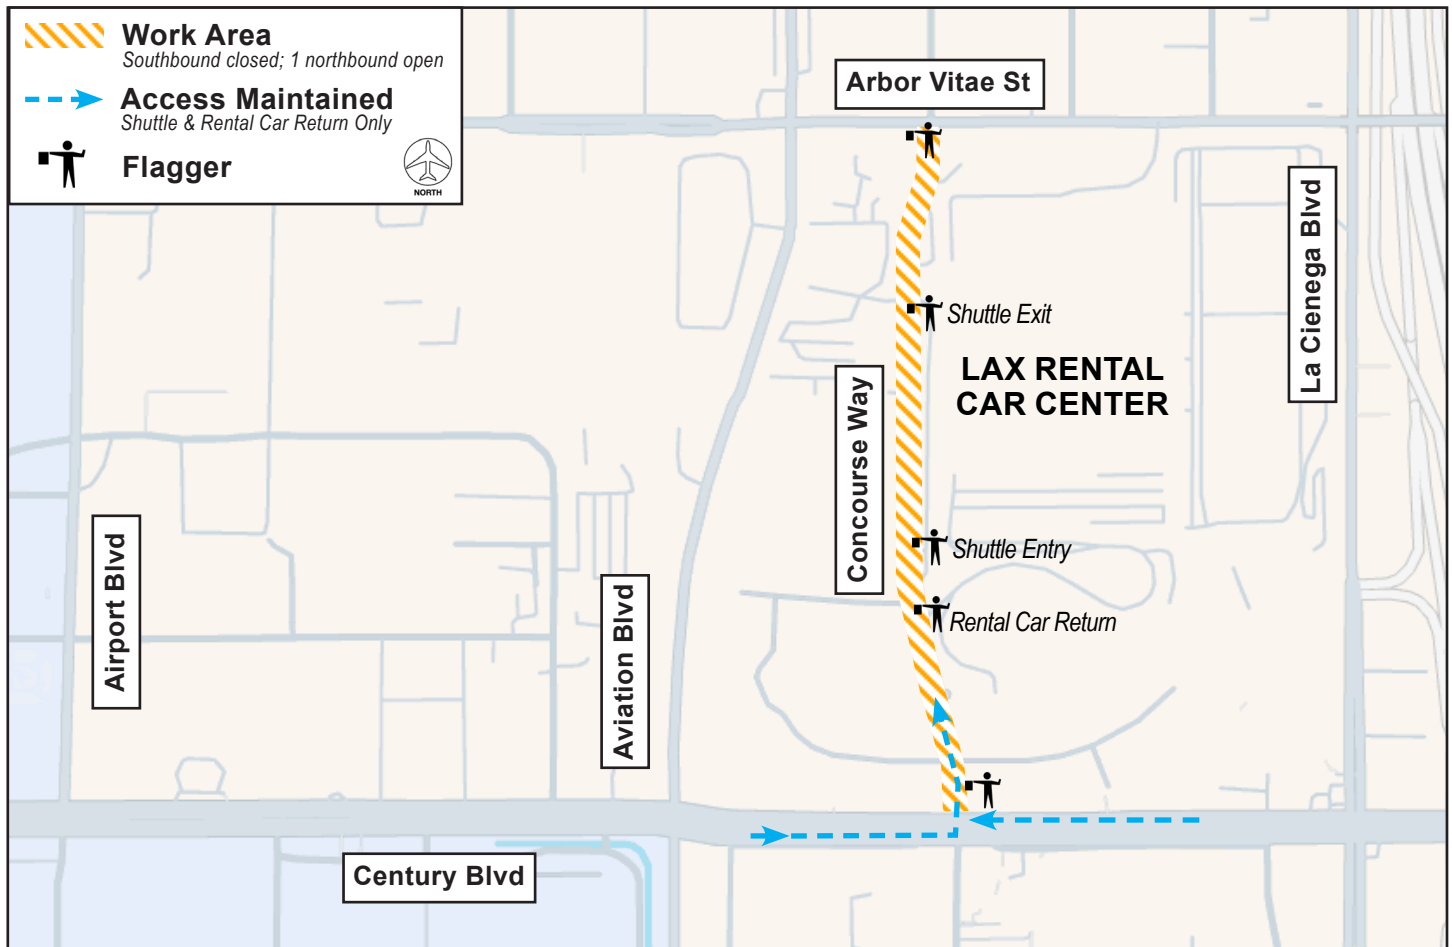 Work Area
Southbound closed; 1 northbound open
Access Maintained
Shuttle & Rental Car Return Only
Flagger
NORTH
Arbor Vitae St
La Cienega Blvd
Shuttle Exit
LAX RENTAL
CAR CENTER
Concourse Way
Shuttle Entry
Rental Car Return
Airport Blvd
Aviation Blvd
Century Blvd